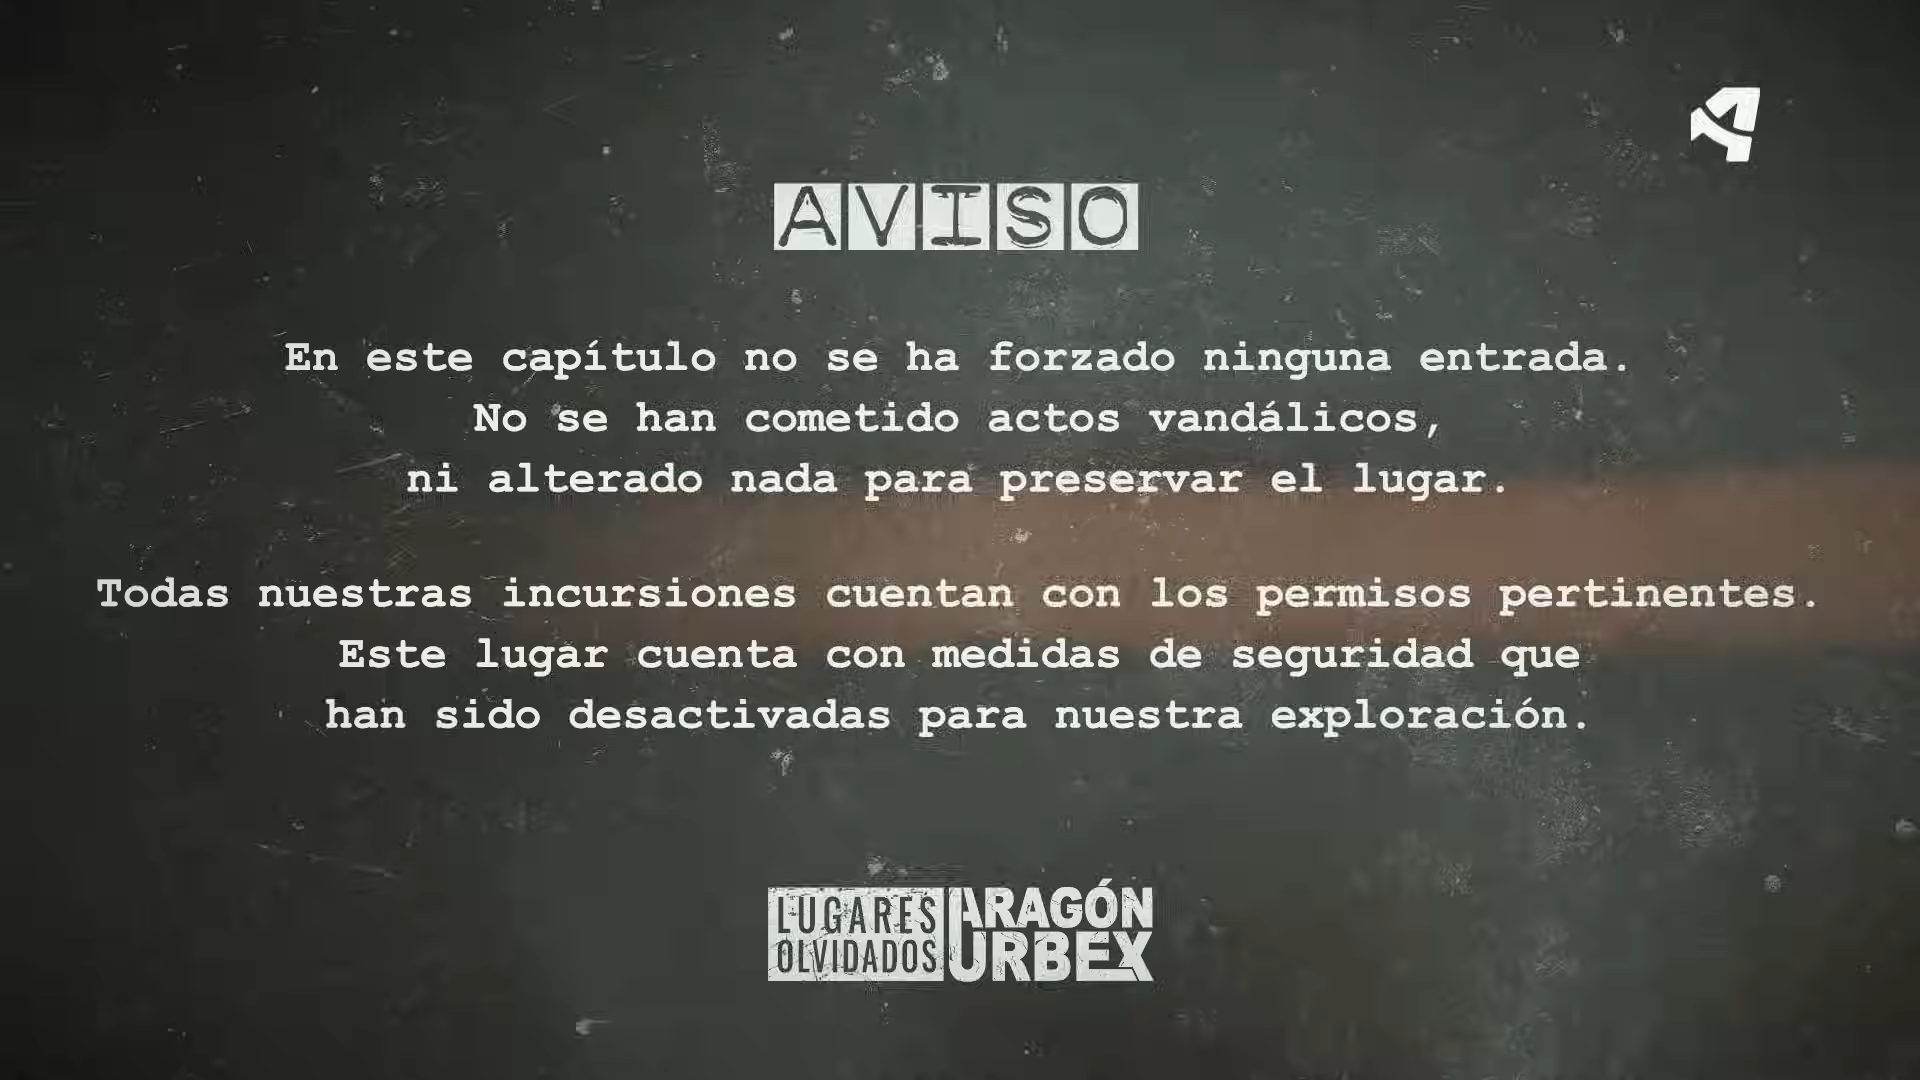 AVISO
En este capítulo no se ha forzado ninguna entrada.
No se han cometido actos vandálicos,
ni alterado nada para preservar el lugar.
Todas nuestras incursiones cuentan con los permisos pertinentes.
Este lugar cuenta con medidas de seguridad que
han sido desactivadas para nuestra exploración.
LUGARES OLVIDADOS
ARAGÓN URBEX